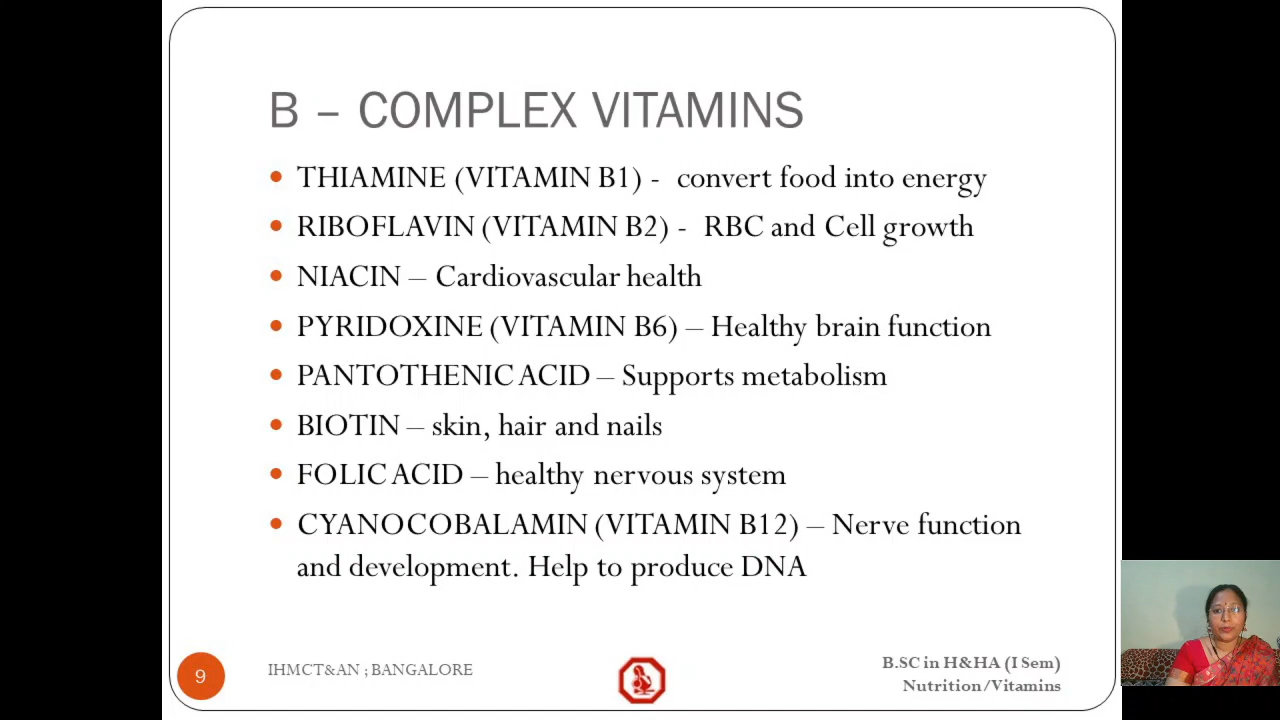 B – COMPLEX VITAMINS
• THIAMINE (VITAMIN B1) - convert food into energy
• RIBOFLAVIN (VITAMIN B2) - RBC and Cell growth
• NIACIN – Cardiovascular health
• PYRIDOXINE (VITAMIN B6) – Healthy brain function
• PANTOTHENIC ACID – Supports metabolism
• BIOTIN – skin, hair and nails
• FOLIC ACID – healthy nervous system
• CYANOCOBALAMIN (VITAMIN B12) – Nerve function
and development. Help to produce DNA
9
IHMCT&AN ; BANGALORE
B.SC in H&HA (I Sem)
Nutrition/Vitamins